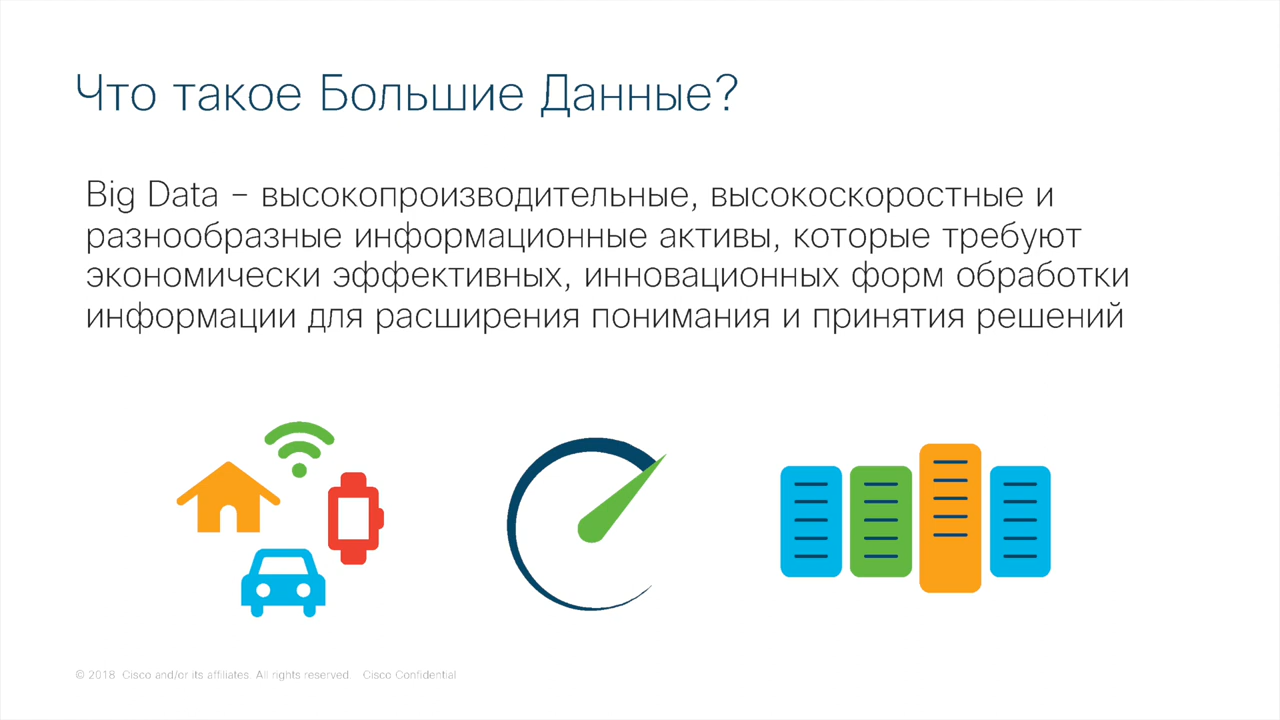 Что такое Большие Данные?
Big Data – высокопроизводительные, высокоскоростные и
разнообразные информационные активы, которые требуют
экономически эффективных, инновационных форм обработки
информации для расширения понимания и принятия решений
© 2018 Cisco and/or its affiliates. All rights reserved. Cisco Confidential